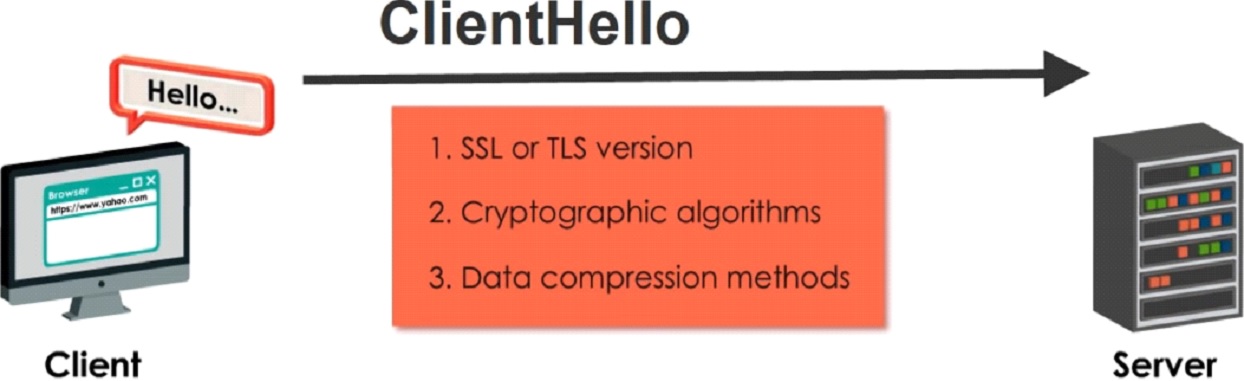 ClientHello
Hello...
Browser
https://www.yahoo.com
1. SSL or TLS version
2. Cryptographic algorithms
3. Data compression methods
Client
Server